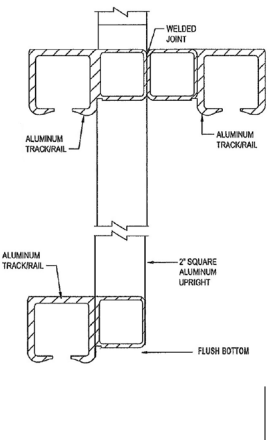 WELDED
JOINT
ALUMINUM
TRACK/RAIL
ALUMINUM
TRACK/RAIL
ALUMINUM
TRACK/RAIL
2" SQUARE
ALUMINUM
UPRIGHT
FLUSH BOTTOM